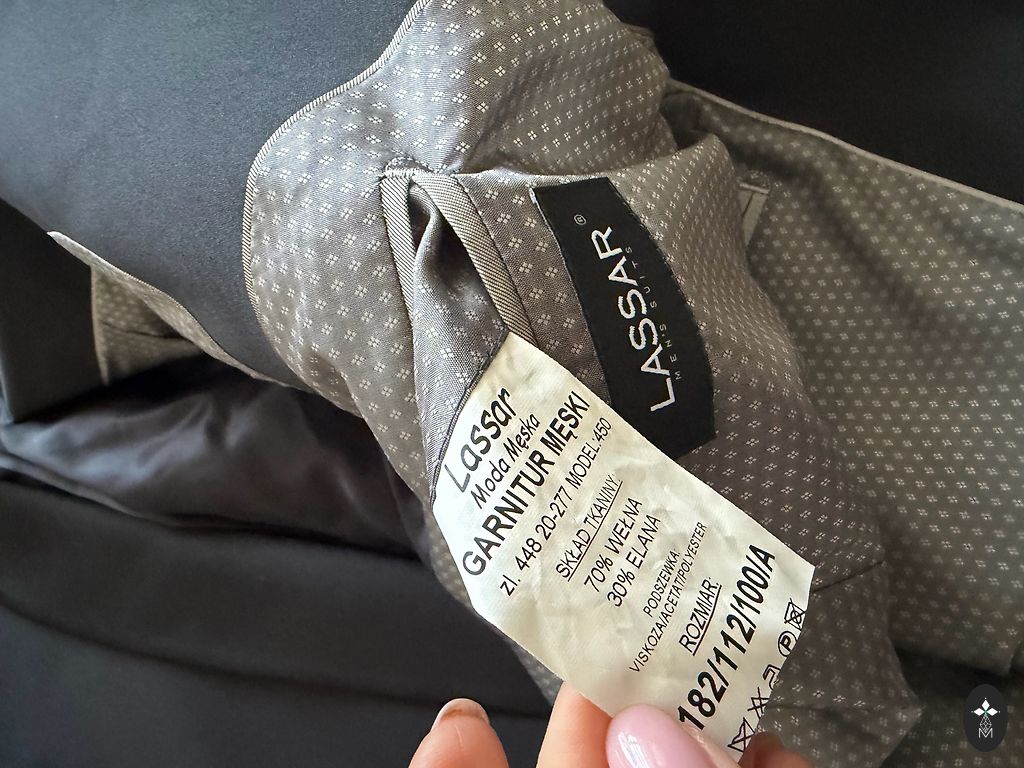 LASSAR®
MEN'S SUITS
Lassar
Moda Męska
GARNITUR MĘSKI
zl. 448 20-277 MODEL:450
SKŁAD TKANINY:
70% WEŁNA
30% ELANA
PODSZEWKA:
VISKOZA/ACETAT/POLYESTER
ROZMIAR:
182/112/100/A
P
M